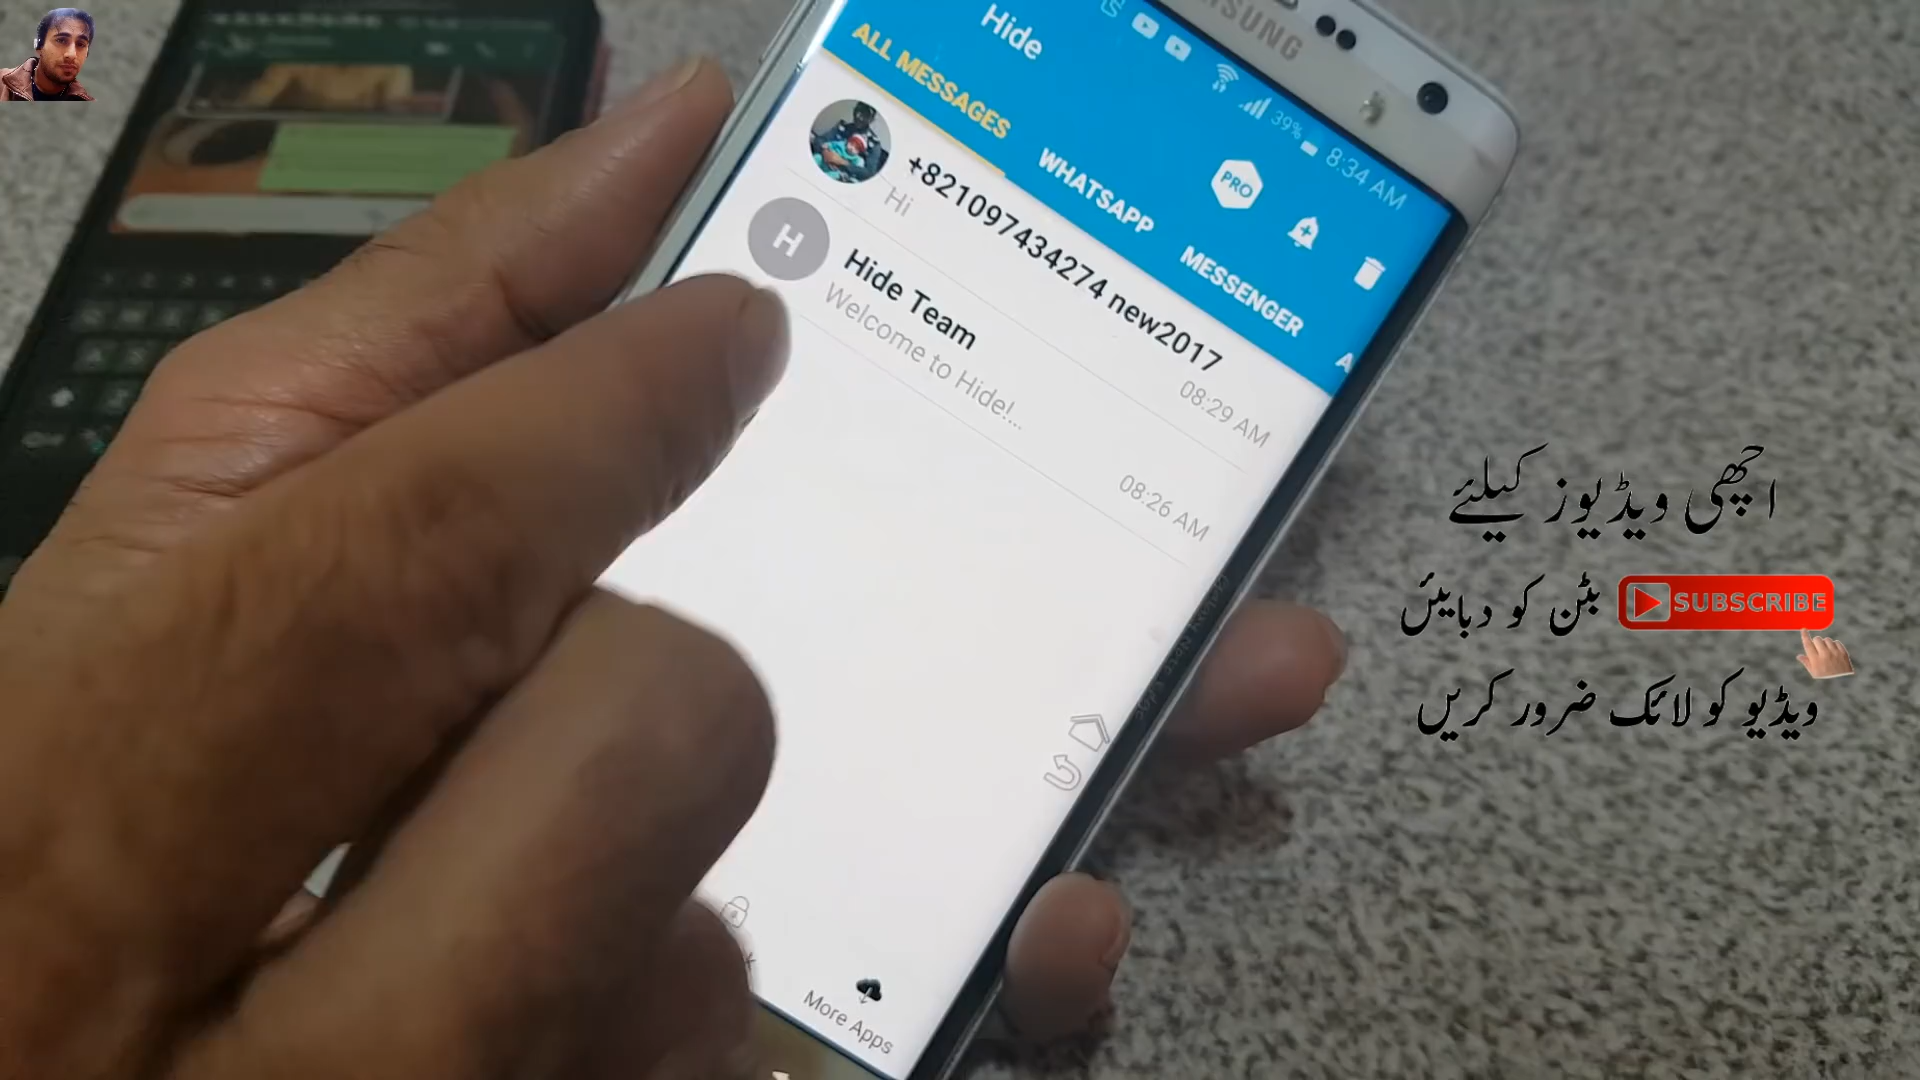 SAMSUNG
39%
8:34 AM
Hide
PRO
ALL MESSAGES
WHATSAPP
MESSENGER
+821097434274 new2017
Hi
08:29 AM
H
Hide Team
Welcome to Hide!...
08:26 AM
More Apps
اچھی ویڈیوز کیلئے
SUBSCRIBE بٹن کو دبایئں
ویڈیو کو لائک ضرور کریں